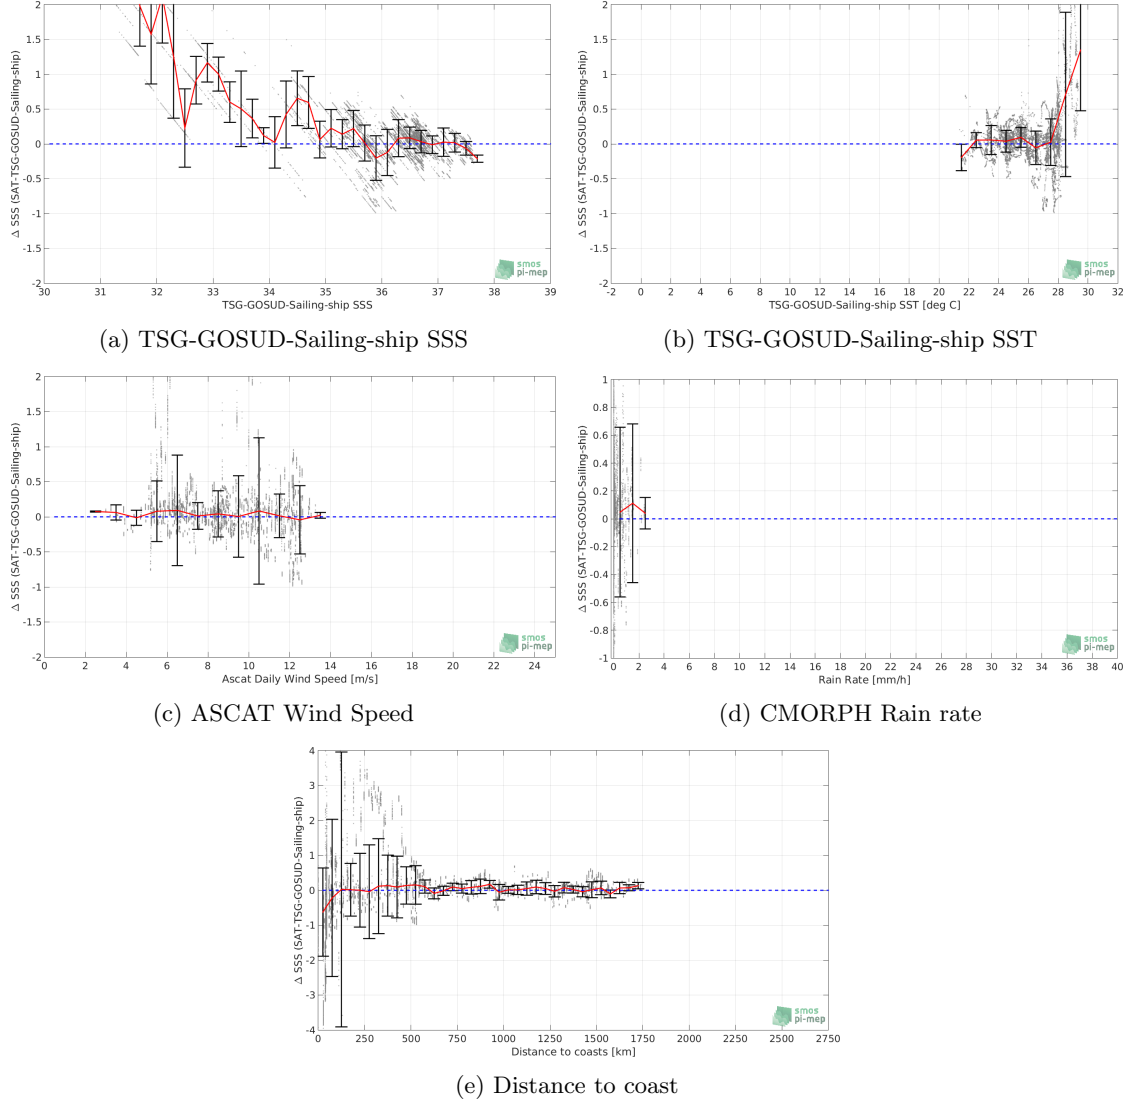 2
1.5
1
0.5
0
-0.5
-1
-1.5
-2
Δ SSS (SAT-TSG-GOSUD-Sailing-ship)
30 31 32 33 34 35 36 37 38 39
TSG-GOSUD-Sailing-ship SSS
smos
pi-mep
(a) TSG-GOSUD-Sailing-ship SSS
2
1.5
1
0.5
0
-0.5
-1
-1.5
-2
Δ SSS (SAT-TSG-GOSUD-Sailing-ship)
-2 0 2 4 6 8 10 12 14 16 18 20 22 24 26 28 30 32
TSG-GOSUD-Sailing-ship SST [deg C]
smos
pi-mep
(b) TSG-GOSUD-Sailing-ship SST
2
1.5
1
0.5
0
-0.5
-1
-1.5
-2
Δ SSS (SAT-TSG-GOSUD-Sailing-ship)
0 2 4 6 8 10 12 14 16 18 20 22 24
Ascat Daily Wind Speed [m/s]
smos
pi-mep
(c) ASCAT Wind Speed
1
0.8
0.6
0.4
0.2
0
-0.2
-0.4
-0.6
-0.8
-1
Δ SSS (SAT-TSG-GOSUD-Sailing-ship)
0 2 4 6 8 10 12 14 16 18 20 22 24 26 28 30 32 34 36 38 40
Rain Rate [mm/h]
smos
pi-mep
(d) CMORPH Rain rate
4
3
2
1
0
-1
-2
-3
-4
Δ SSS (SAT-TSG-GOSUD-Sailing-ship)
0 250 500 750 1000 1250 1500 1750 2000 2250 2500 2750
Distance to coasts [km]
smos
pi-mep
(e) Distance to coast